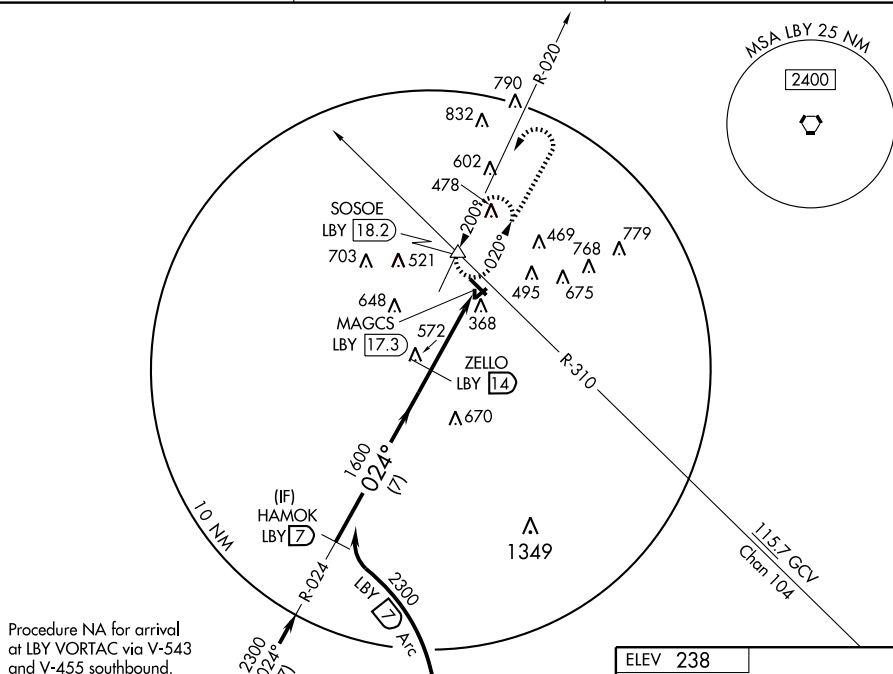 MSA LBY 25 NM
2400
R-020
790
832
602
478
SOSOE
LBY 18.2
200°
020°
469
779
768
703
521
495
675
648
MAGCS
LBY 17.3
572
368
ZELLO
LBY 14
R-310
670
1600
024°
(7)
(IF)
HAMOK
LBY 7
10 NM
1349
115.7 GCV
Chan 104
R-024
2300
LBY 7 Arc
2300
024°
Procedure NA for arrival
at LBY VORTAC via V-543
and V-455 southbound.
ELEV 238